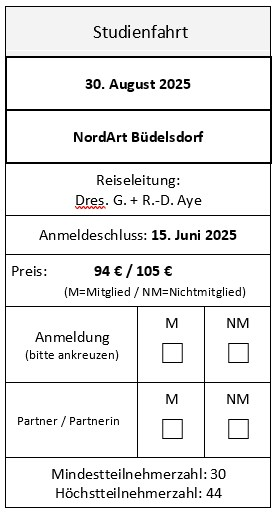 Studienfahrt
30. August 2025
NordArt Büdelsdorf
Reiseleitung:
Dres. G. + R.-D. Aye
Anmeldeschluss: 15. Juni 2025
Preis: 94 € / 105 €
(M=Mitglied / NM=Nichtmitglied)
M NM
Anmeldung
(bitte ankreuzen)
☐ ☐
M NM
Partner / Partnerin
☐ ☐
Mindestteilnehmerzahl: 30
Höchstteilnehmerzahl: 44